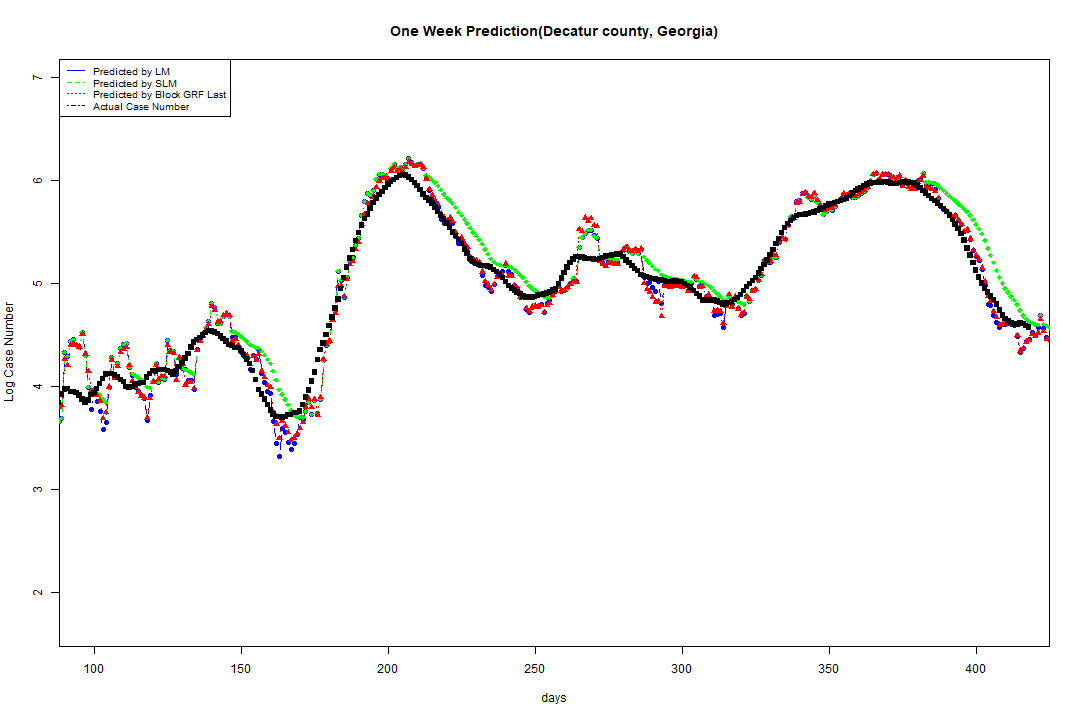 One Week Prediction(Decatur county, Georgia)
Predicted by LM
Predicted by SLM
Predicted by Block GRF Last
Actual Case Number
7
6
5
4
3
2
Log Case Number
100 150 200 250 300 350 400
days